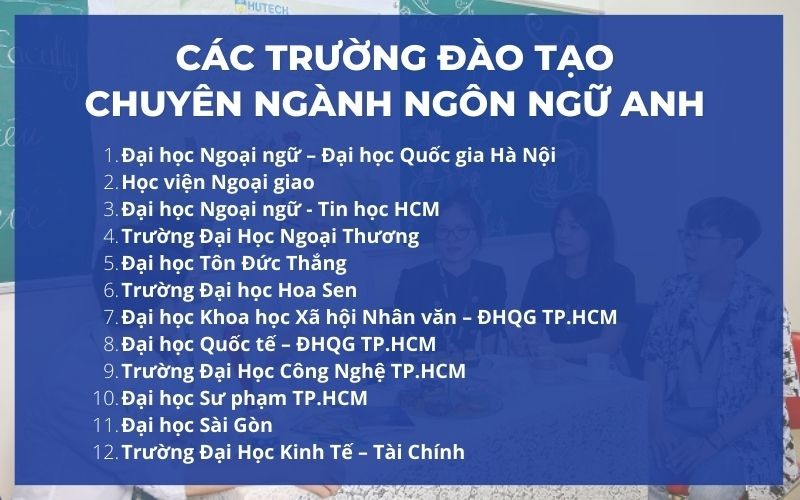 HUTECH
Faculty
CÁC TRƯỜNG ĐÀO TẠO
CHUYÊN NGÀNH NGÔN NGỮ ANH
1. Đại học Ngoại ngữ – Đại học Quốc gia Hà Nội
2. Học viện Ngoại giao
3. Đại học Ngoại ngữ - Tin học HCM
4. Trường Đại Học Ngoại Thương
5. Đại học Tôn Đức Thắng
6. Trường Đại học Hoa Sen
7. Đại học Khoa học Xã hội Nhân văn – ĐHQG TP.HCM
8. Đại học Quốc tế – ĐHQG TP.HCM
9. Trường Đại Học Công Nghệ TP.HCM
10. Đại học Sư phạm TP.HCM
11. Đại học Sài Gòn
12. Trường Đại Học Kinh Tế – Tài Chính